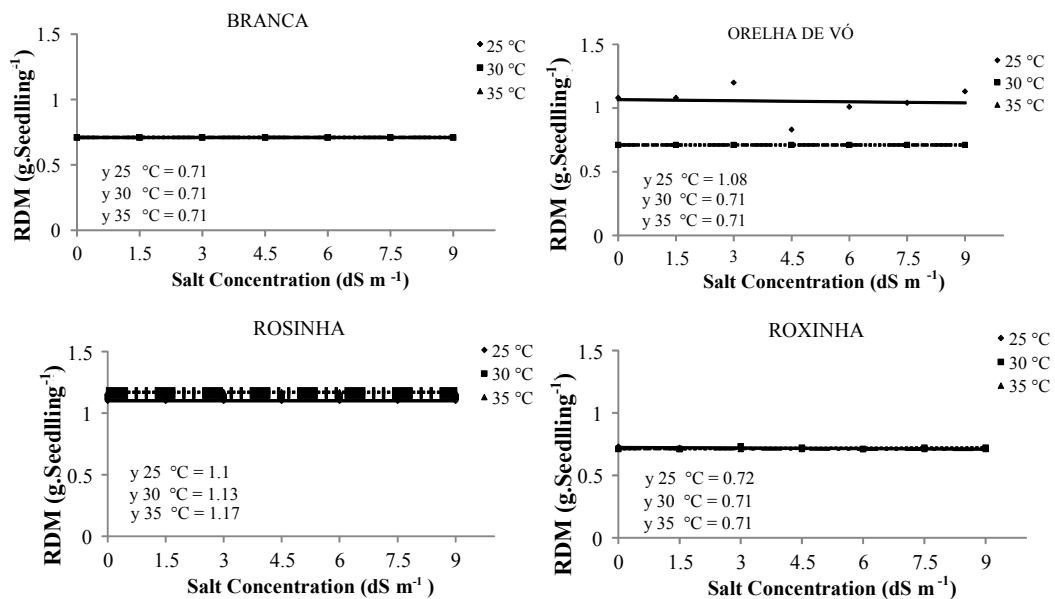 BRANCA
1.5
1
0.5
0
RDM (g.Seedlling-1)
25 °C
30 °C
35 °C
y 25 °C = 0.71
y 30 °C = 0.71
y 35 °C = 0.71
0 1.5 3 4.5 6 7.5 9
Salt Concentration (dS m -1)
ORELHA DE VÓ
1.5
1
0.5
0
RDM (g.Seedlling-1)
25 °C
30 °C
35 °C
y 25 °C = 1.08
y 30 °C = 0.71
y 35 °C = 0.71
0 1.5 3 4.5 6 7.5 9
Salt Concentration (dS m -1)
ROSINHA
1.5
1
0.5
0
RDM (g.Seedlling-1)
25 °C
30 °C
35 °C
y 25 °C = 1.1
y 30 °C = 1.13
y 35 °C = 1.17
0 1.5 3 4.5 6 7.5 9
Salt Concentration (dS m-1)
ROXINHA
1.5
1
0.5
0
RDM (g.Seedlling-1)
25 °C
30 °C
35 °C
y 25 °C = 0.72
y 30 °C = 0.71
y 35 °C = 0.71
0 1.5 3 4.5 6 7.5 9
Salt Concentration (dS m -1)